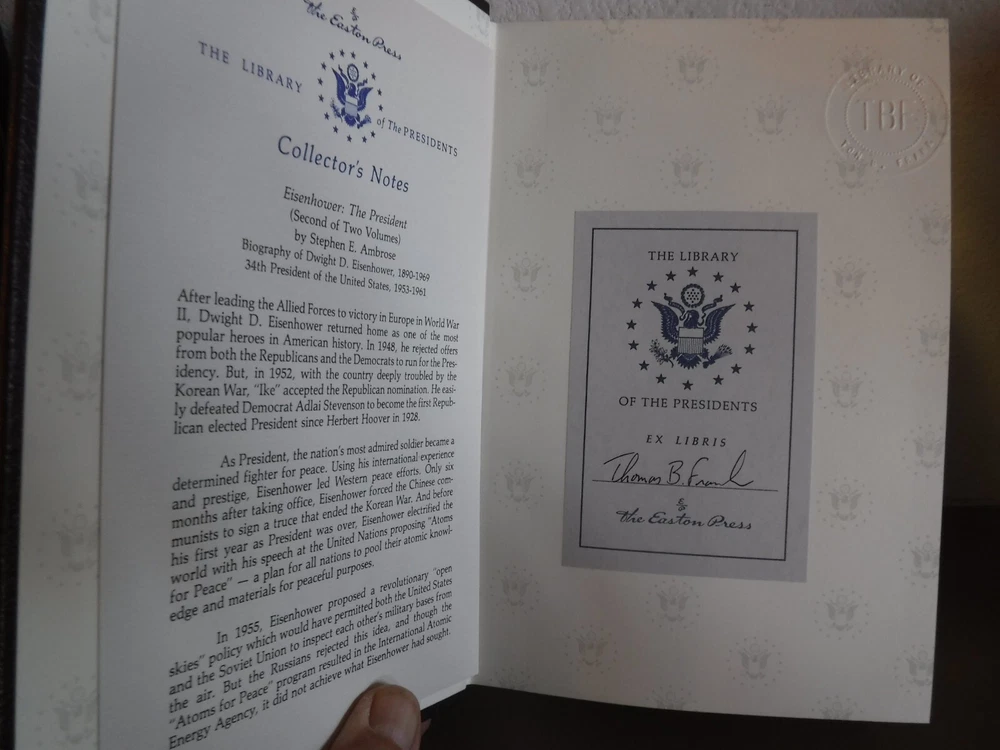 The Easton Press
THE LIBRARY
of The PRESIDENTS
Collector's Notes
Eisenhower: The President
(Second of Two Volumes)
by Stephen E. Ambrose
Biography of Dwight D. Eisenhower, 1890-1969
34th President of the United States, 1953-1961
After leading the Allied Forces to victory in Europe in World War
II, Dwight D. Eisenhower returned home as one of the most
popular heroes in American history. In 1948, he rejected offers
from both the Republicans and the Democrats to run for the Pres-
idency. But, in 1952, with the country deeply troubled by the
Korean War, "Ike" accepted the Republican nomination. He easi-
ly defeated Democrat Adlai Stevenson to become the first Repub-
lican elected President since Herbert Hoover in 1928.
As President, the nation's most admired soldier became a
determined fighter for peace. Using his international experience
and prestige, Eisenhower led Western peace efforts. Only six
months after taking office, Eisenhower forced the Chinese com-
munists to sign a truce that ended the Korean War. And before
his first year as President was over, Eisenhower electrified the
world with his speech at the United Nations proposing "Atoms
for Peace" — a plan for all nations to pool their atomic knowl-
edge and materials for peaceful purposes.
In 1955, Eisenhower proposed a revolutionary "open
skies" policy which would have permitted both the United States
and the Soviet Union to inspect each other's military bases from
the air. But the Russians rejected this idea, and though the
"Atoms for Peace" program resulted in the International Atomic
Energy Agency, it did not achieve what Eisenhower had sought.
LIBRARY OF
TBF
THE LIBRARY
OF THE PRESIDENTS
EX LIBRIS
Thomas B.
The Easton Press